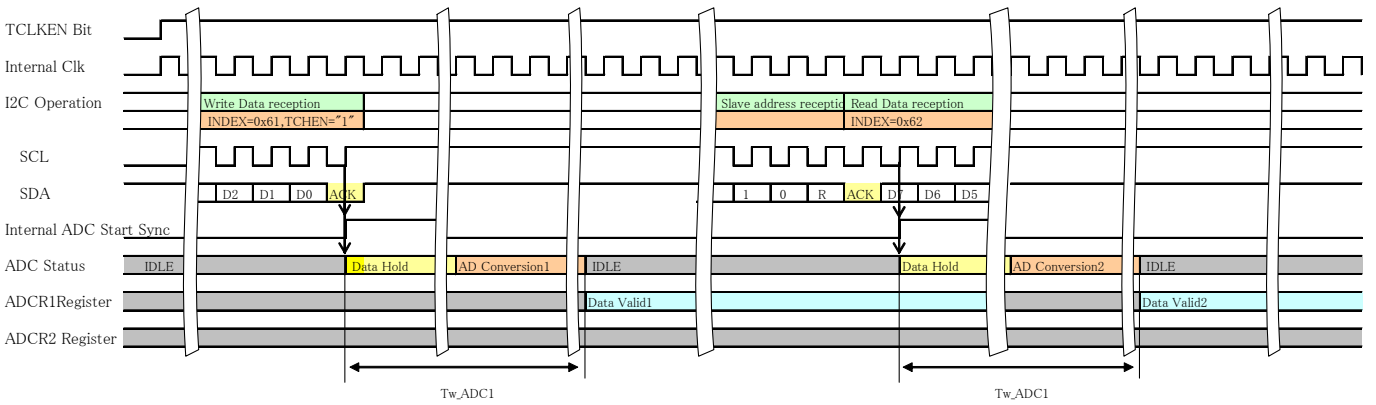 TCLKEN Bit
Internal Clk
I2C Operation
Write Data reception
Slave address receptio
Read Data reception
INDEX=0x61,TCHEN="1"
INDEX=0x62
SCL
SDA
D2
D1
D0
ACK
1
0
R
ACK
D7
D6
D5
Internal ADC Start Sync
ADC Status
IDLE
Data Hold
AD Conversion1
IDLE
Data Hold
AD Conversion2
IDLE
ADCR1Register
Data Valid1
Data Valid2
ADCR2 Register
Tw_ADC1
Tw_ADC1